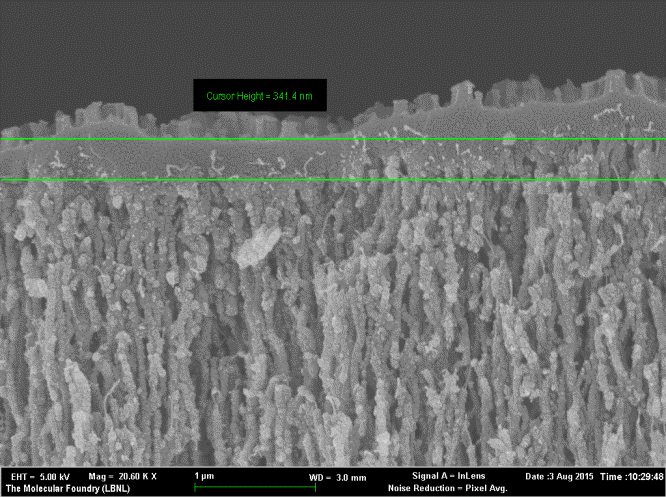 Cursor Height = 341.4 nm
EHT = 5.00 kV Mag = 20.60 K X 1 µm WD = 3.0 mm Signal A = InLens Date :3 Aug 2015 Time :10:29:48
The Molecular Foundry (LBNL) Noise Reduction = Pixel Avg.